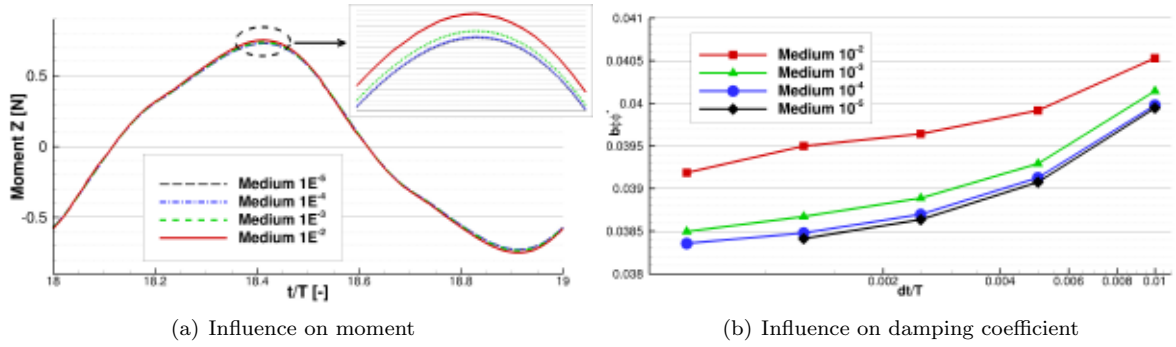 Moment Z [N]
0.5
0
-0.5
18
18.2
18.4
18.6
18.8
19
t/T [-]
Medium 1E-5
Medium 1E-4
Medium 1E-3
Medium 1E-2
(a) Influence on moment
0.041
0.0405
0.04
0.0395
0.039
0.0385
0.038
0.002
0.004
0.006
0.008
0.01
dt/T
Medium 10-2
Medium 10-3
Medium 10-4
Medium 10-5
(b) Influence on damping coefficient